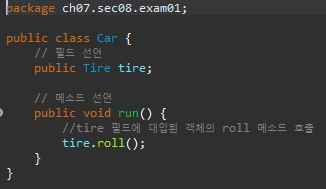 package ch07.sec08.exam01;
public class Car {
// 필드 선언
public Tire tire;
// 메소드 선언
public void run() {
//tire 필드에 대입된 객체의 roll 메소드 호출
tire.roll();
}
}